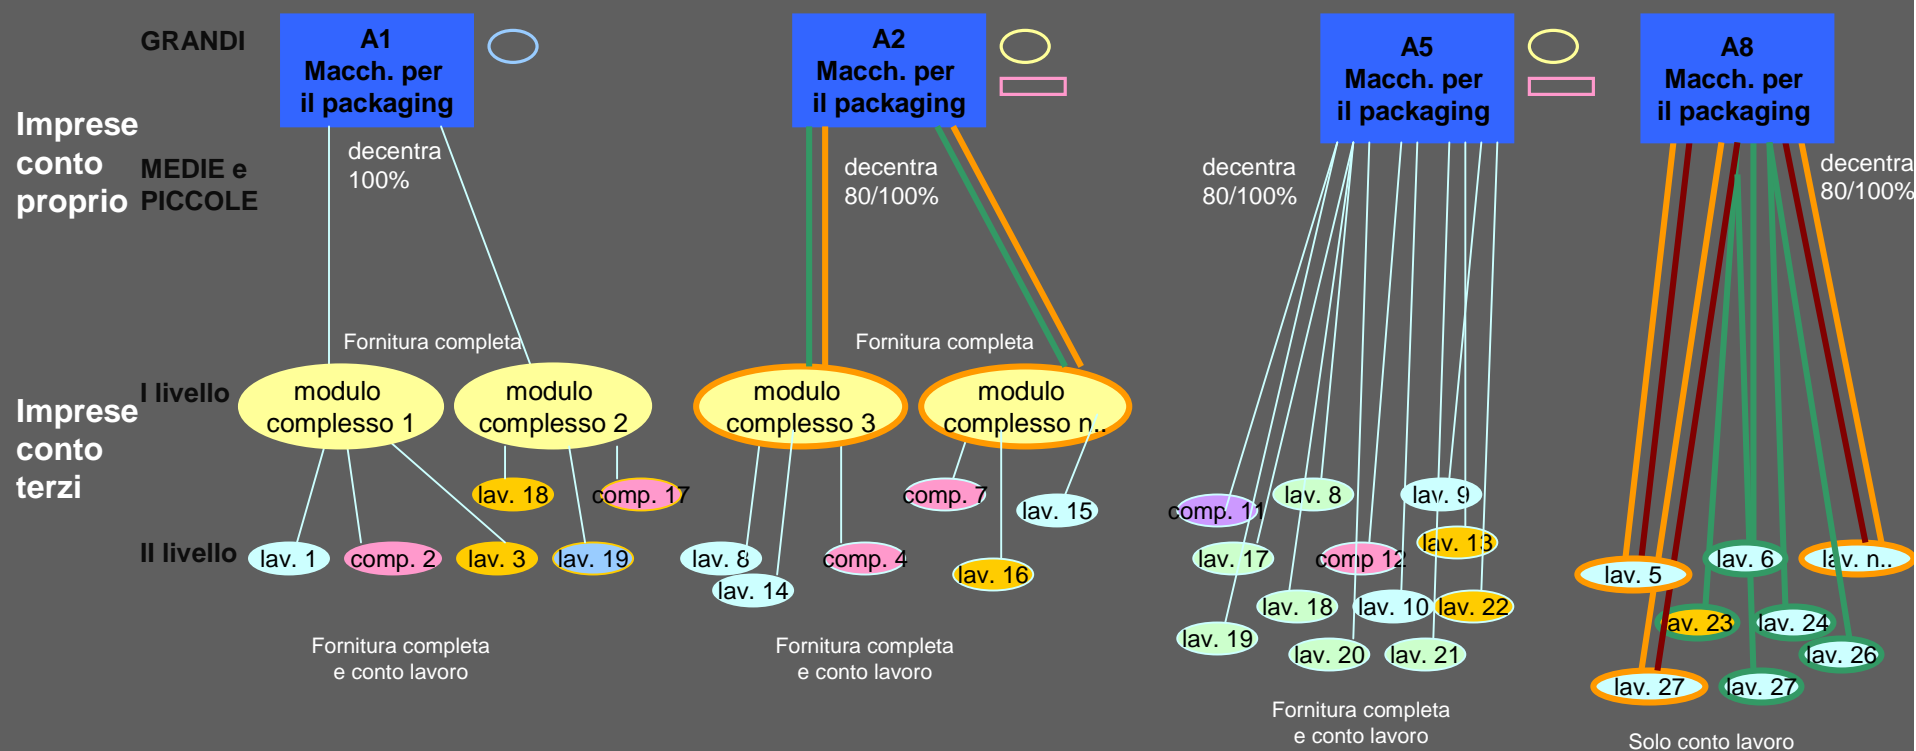 GRANDI
A1
Macch. per
il packaging
A2
Macch. per
il packaging
A5
Macch. per
il packaging
A8
Macch. per
il packaging
Imprese
conto
proprio
MEDIE e
PICCOLE
decentra
100%
decentra
80/100%
decentra
80/100%
decentra
80/100%
Fornitura completa
Fornitura completa
Imprese
conto
terzi
I livello
modulo
complesso 1
modulo
complesso 2
modulo
complesso 3
modulo
complesso n..
lav. 18
comp. 17
comp. 7
lav. 15
comp. 11
lav. 8
lav. 9
II livello
lav. 1
comp. 2
lav. 3
lav. 19
lav. 8
lav. 14
comp. 4
lav. 16
lav. 17
comp 12
lav. 13
lav. 19
lav. 18
lav. 20
lav. 10
lav. 21
lav. 22
lav. 5
lav. 6
lav. n..
lav. 23
lav. 24
lav. 26
lav. 27
lav. 27
Fornitura completa
e conto lavoro
Fornitura completa
e conto lavoro
Fornitura completa
e conto lavoro
Solo conto lavoro